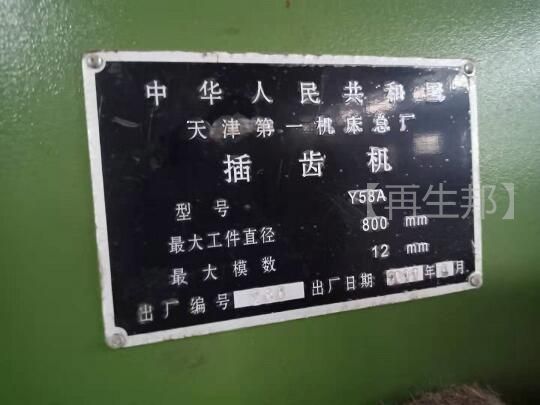 中华人民共和国
天津第一机床总厂
插齿机
型号 Y58A
最大工件直径 800 mm
最大模数 12 mm
出厂编号 出厂日期 年 月
【再生邦】